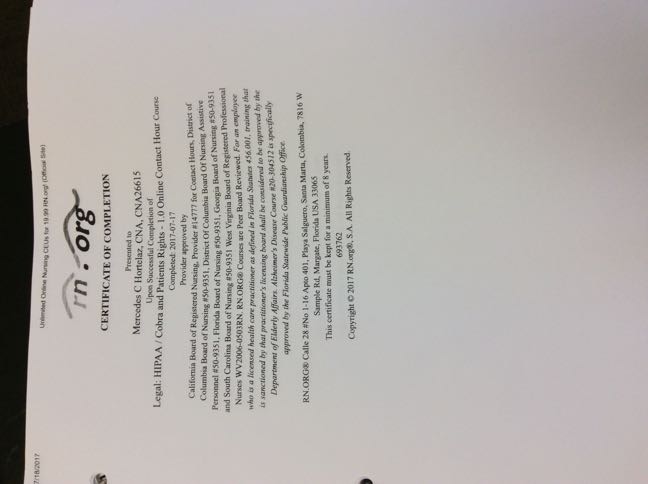 7/18/2017
Unlimited Online Nursing CEUs for 19.99 RN.org! (Official Site)
rn.org
CERTIFICATE OF COMPLETION
Presented to
Mercedes C Hortelaz, CNA, CNA26615
Upon Successful Completion of
Legal: HIPAA / Cobra and Patients Rights - 1.0 Online Contact Hour Course
Completed: 2017-07-17
Provider approved by
California Board of Registered Nursing, Provider #14777 for Contact Hours, District of
Columbia Board of Nursing #50-9351, District Of Columbia Board Of Nursing Assistive
Personnel #50-9351, Florida Board of Nursing #50-9351, Georgia Board of Nursing #50-9351
and South Carolina Board of Nursing #50-9351 West Virginia Board of Registered Professional
Nurses WV2006-0503RN. RN.ORG® Courses are Peer Board Reviewed. For an employee
who is a licensed health care practitioner as defined in Florida Statutes 456.001, training that
is sanctioned by that practitioner's licensing board shall be considered to be approved by the
Department of Elderly Affairs. Alzheimer's Disease Course #20-304512 is specifically
approved by the Florida Statewide Public Guardianship Office.
RN.ORG® Calle 28 #No 1-16 Apto 401, Playa Salguero, Santa Marta, Colombia, 7816 W
Sample Rd, Margate, Florida USA 33065
This certificate must be kept for a minimum of 8 years.
693762
Copyright © 2017 RN.org®, S.A. All Rights Reserved.